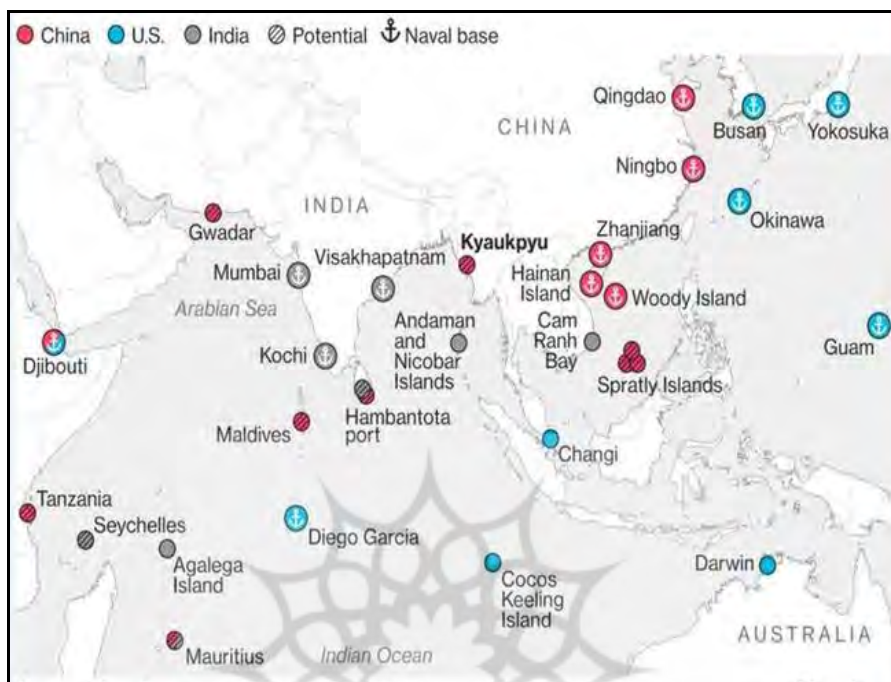 China U.S. India Potential Naval base
Qingdao
CHINA
Busan
Yokosuka
Ningbo
INDIA
Okinawa
Gwadar
Kyaukpyu
Zhanjiang
Mumbai
Visakhapatnam
Hainan
Island
Woody Island
Arabian Sea
Andaman
and
Nicobar
Islands
Cam
Ranh
Bay
Guam
Djibouti
Kochi
Spratly Islands
Hambantota
port
Maldives
Changi
Tanzania
Seychelles
Diego Garcia
Agalega
Island
Cocos
Keeling
Island
Darwin
AUSTRALIA
Mauritius
Indian Ocean